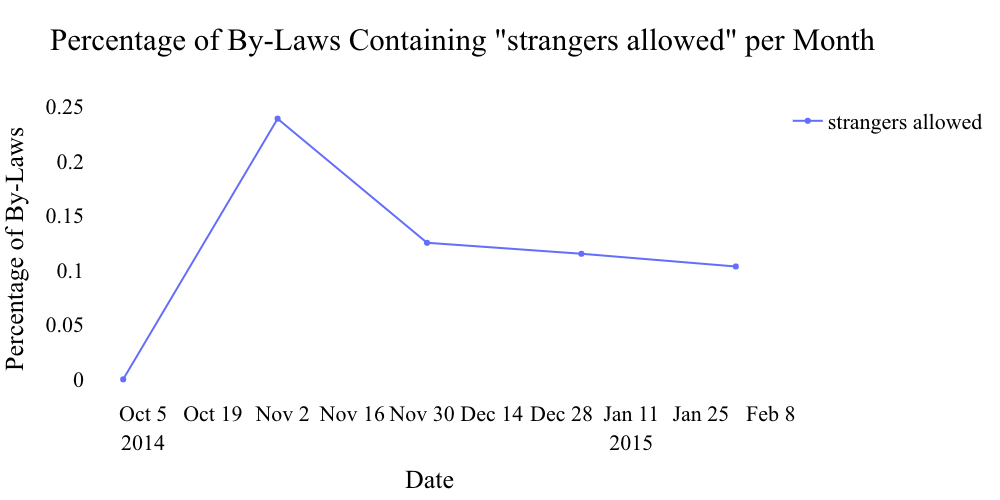 Percentage of By-Laws Containing "strangers allowed" per Month
0.25
0.2
0.15
0.1
0.05
0
Percentage of By-Laws
strangers allowed
Oct 5 Oct 19 Nov 2 Nov 16 Nov 30 Dec 14 Dec 28 Jan 11 Jan 25 Feb 8
2014 2015
Date